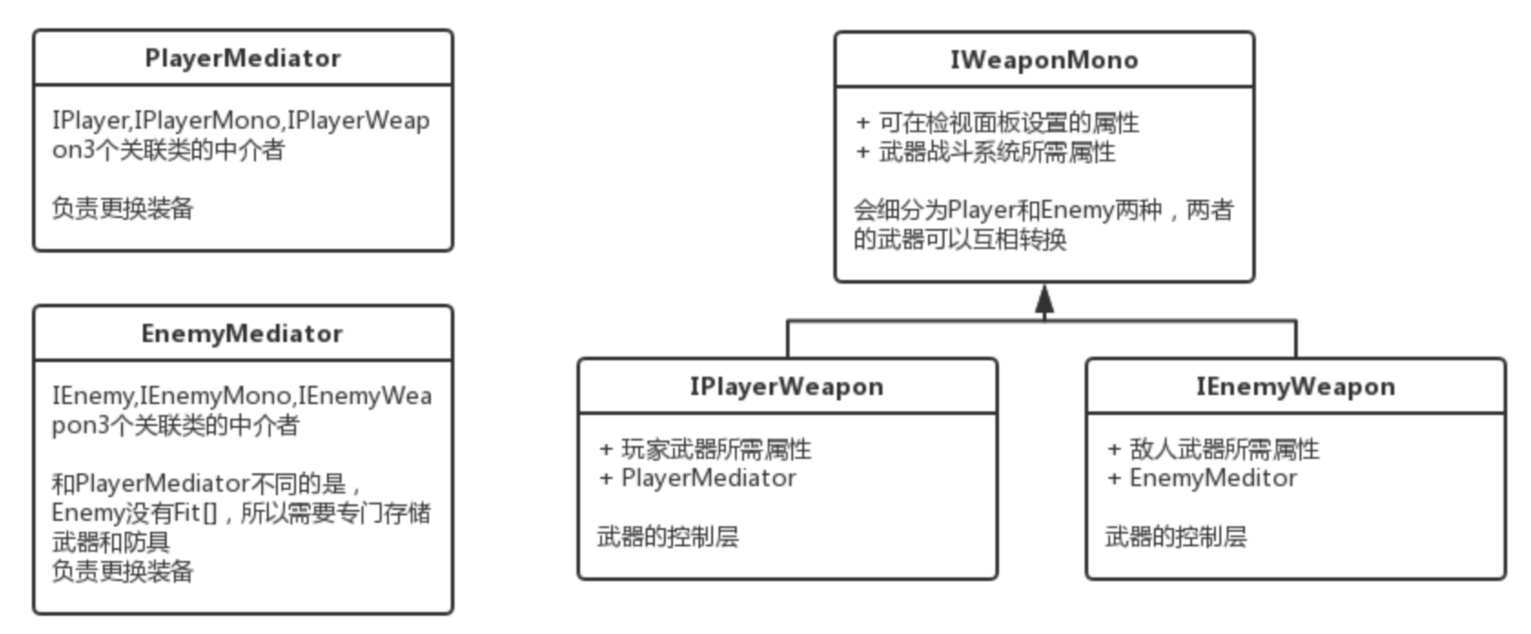 PlayerMediator
IPlayer,IPlayerMono,IPlayerWeap
on3个关联类的中介者
负责更换装备
EnemyMediator
IEnemy,IEnemyMono,IEnemyWea
pon3个关联类的中介者
和PlayerMediator不同的是，
Enemy没有Fit[]，所以需要专门存储
武器和防具
负责更换装备
IWeaponMono
+ 可在检视面板设置的属性
+ 武器战斗系统所需属性
会细分为Player和Enemy两种，两者
的武器可以互相转换
IPlayerWeapon
+ 玩家武器所需属性
+ PlayerMediator
武器的控制层
IEnemyWeapon
+ 敌人武器所需属性
+ EnemyMeditor
武器的控制层